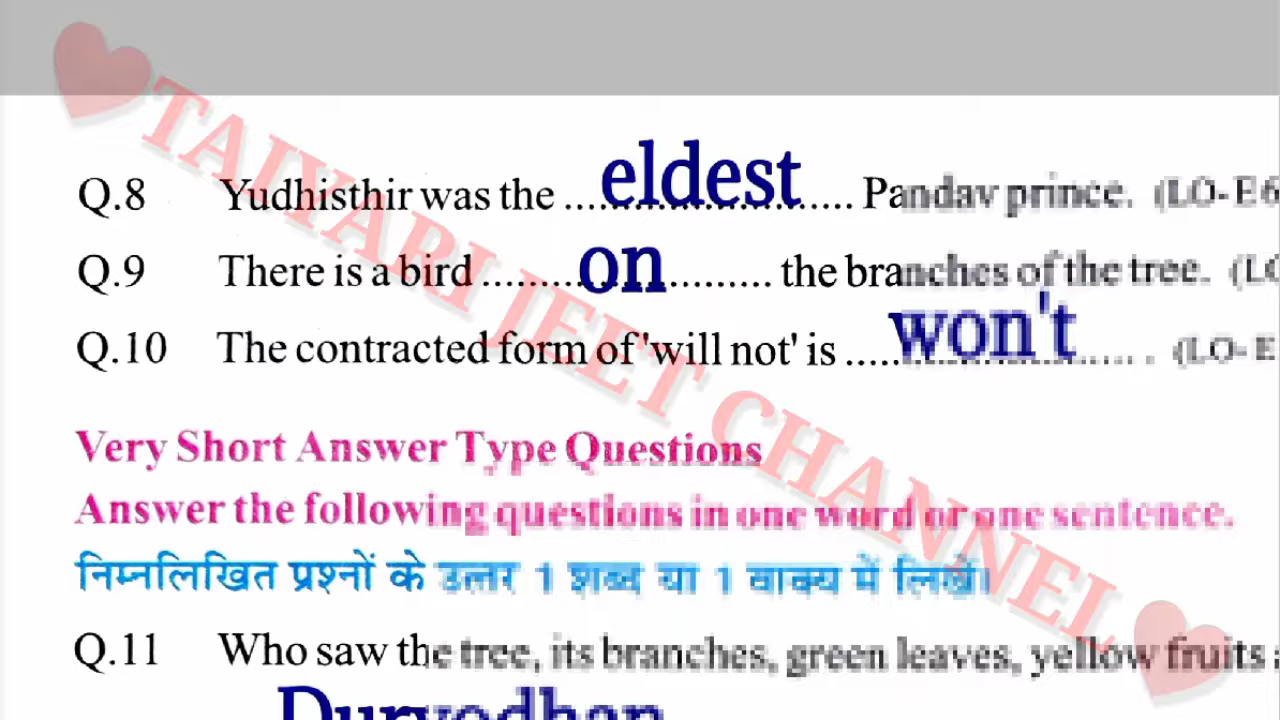 Q.8 Yudhisthir was the ...... eldest ...... Pandav prince. (LO-E6
Q.9 There is a bird ...... on ...... the branches of the tree. (LO
Q.10 The contracted form of 'will not' is ...... won't ...... (LO-E
Very Short Answer Type Questions
Answer the following questions in one word or one sentence.
निम्नलिखित प्रश्नों के उत्तर 1 शब्द या 1 वाक्य में लिखें।
Q.11 Who saw the tree, its branches, green leaves, yellow fruits
Duryodhan
TAIYARI JEET CHANNEL